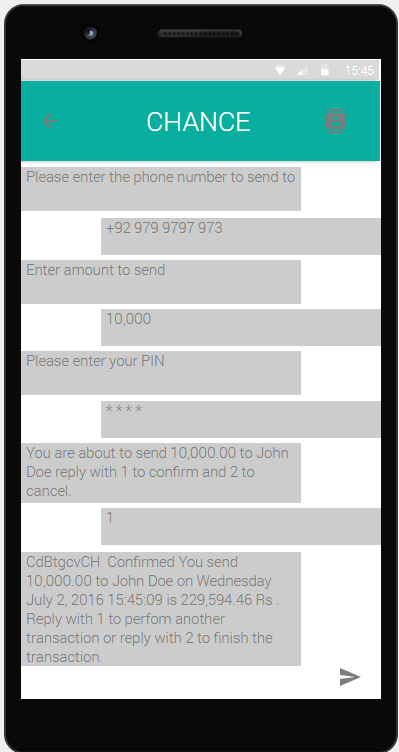 15:45
CHANCE
Please enter the phone number to send to
+92 979 9797 973
Enter amount to send
10,000
Please enter your PIN
* * * *
You are about to send 10,000.00 to John
Doe reply with 1 to confirm and 2 to
cancel.
1
CdBtgcvCH  Confirmed You send
10,000.00 to John Doe on Wednesday
July 2, 2016 15:45:09 is 229,594.46 Rs .
Reply with 1 to perfom another
transaction or reply with 2 to finish the
transaction.